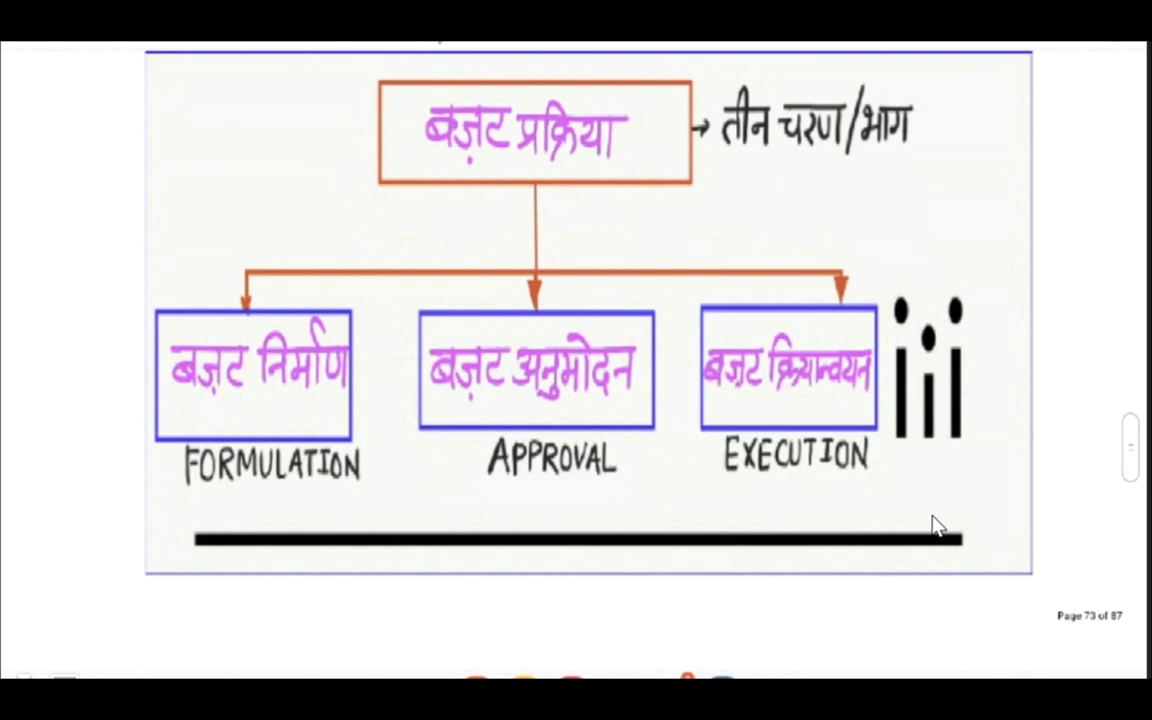 बज़ट प्रक्रिया → तीन चरण/भाग
बज़ट निर्माण
बज़ट अनुमोदन
बज़ट क्रियान्वयन
FORMULATION
APPROVAL
EXECUTION
Page 73 of 87